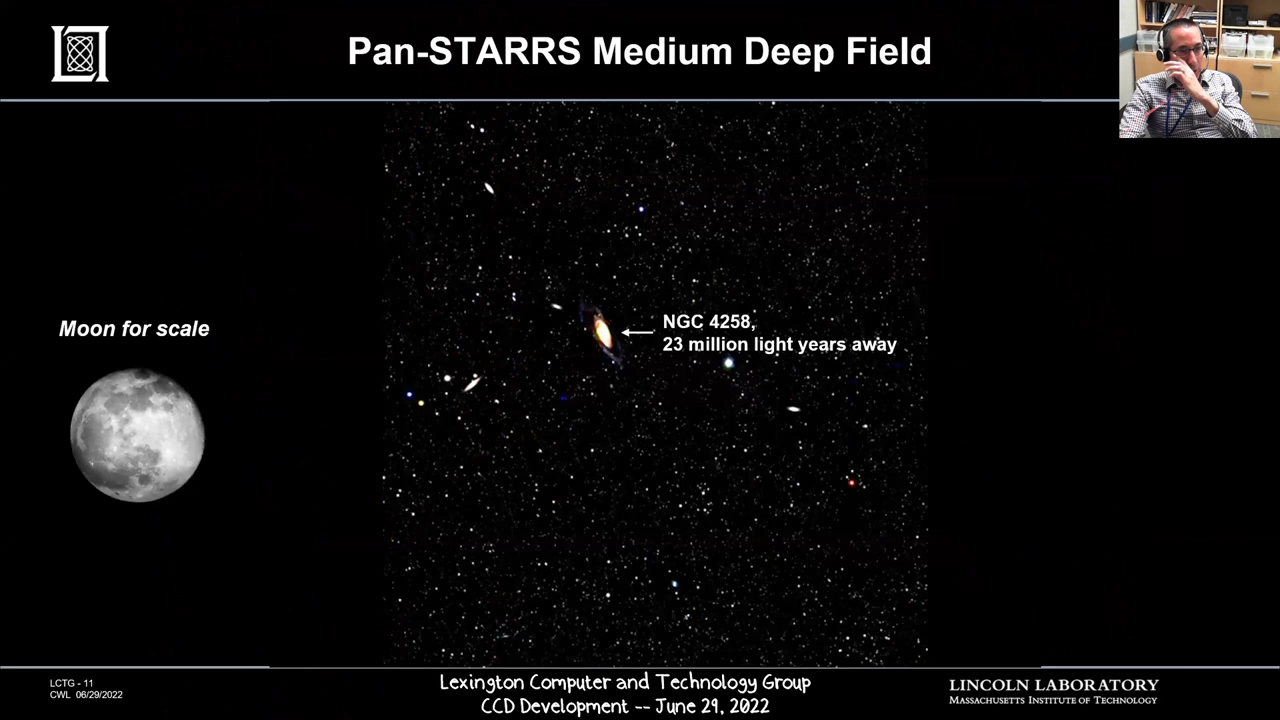 Pan-STARRS Medium Deep Field
Moon for scale
NGC 4258,
23 million light years away
LCTG - 11
CWL 06/29/2022
Lexington Computer and Technology Group
CCD Development -- June 29, 2022
LINCOLN LABORATORY
MASSACHUSETTS INSTITUTE OF TECHNOLOGY